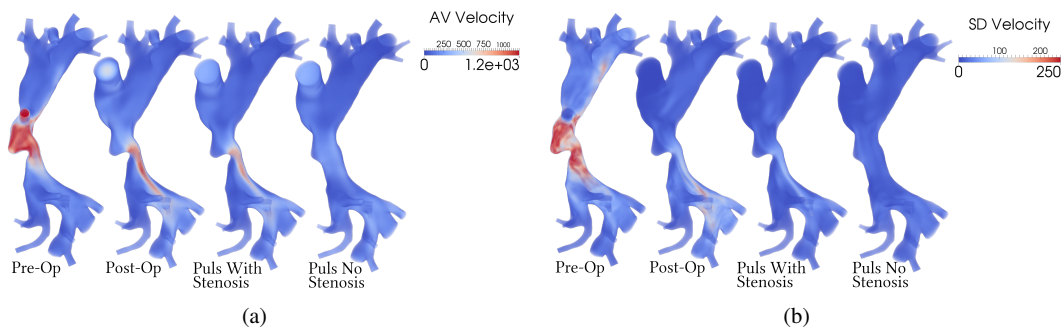 AV Velocity
250 500 750 1000
0 1.2e+03
Pre-Op
Post-Op
Puls With
Stenosis
Puls No
Stenosis
(a)
SD Velocity
100 200
0 250
Pre-Op
Post-Op
Puls With
Stenosis
Puls No
Stenosis
(b)